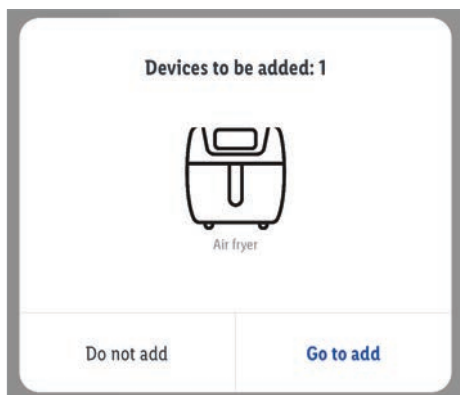 Devices to be added: 1
Air fryer
Do not add
Go to add